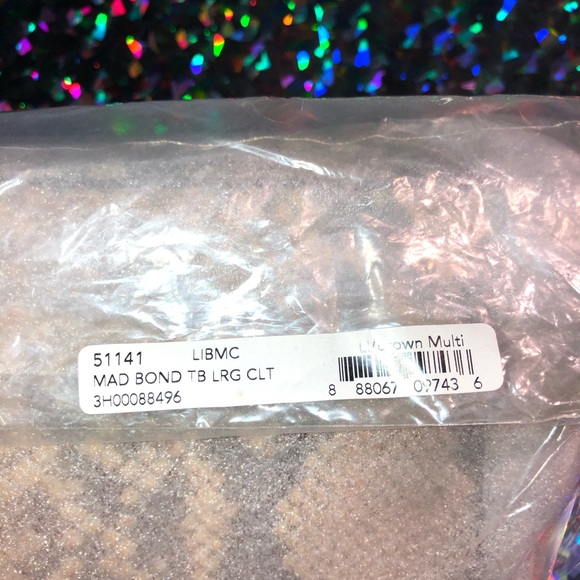 51141 LIBMC Brown Multi
MAD BOND TB LRG CLT
3H00088496
8 88067 09743 6